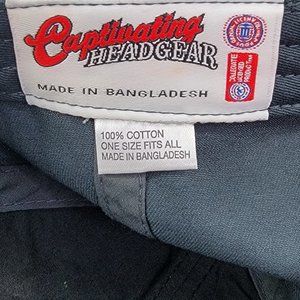 Captivating
HEADGEAR
MADE IN BANGLADESH
100% COTTON
ONE SIZE FITS ALL
MADE IN BANGLADESH